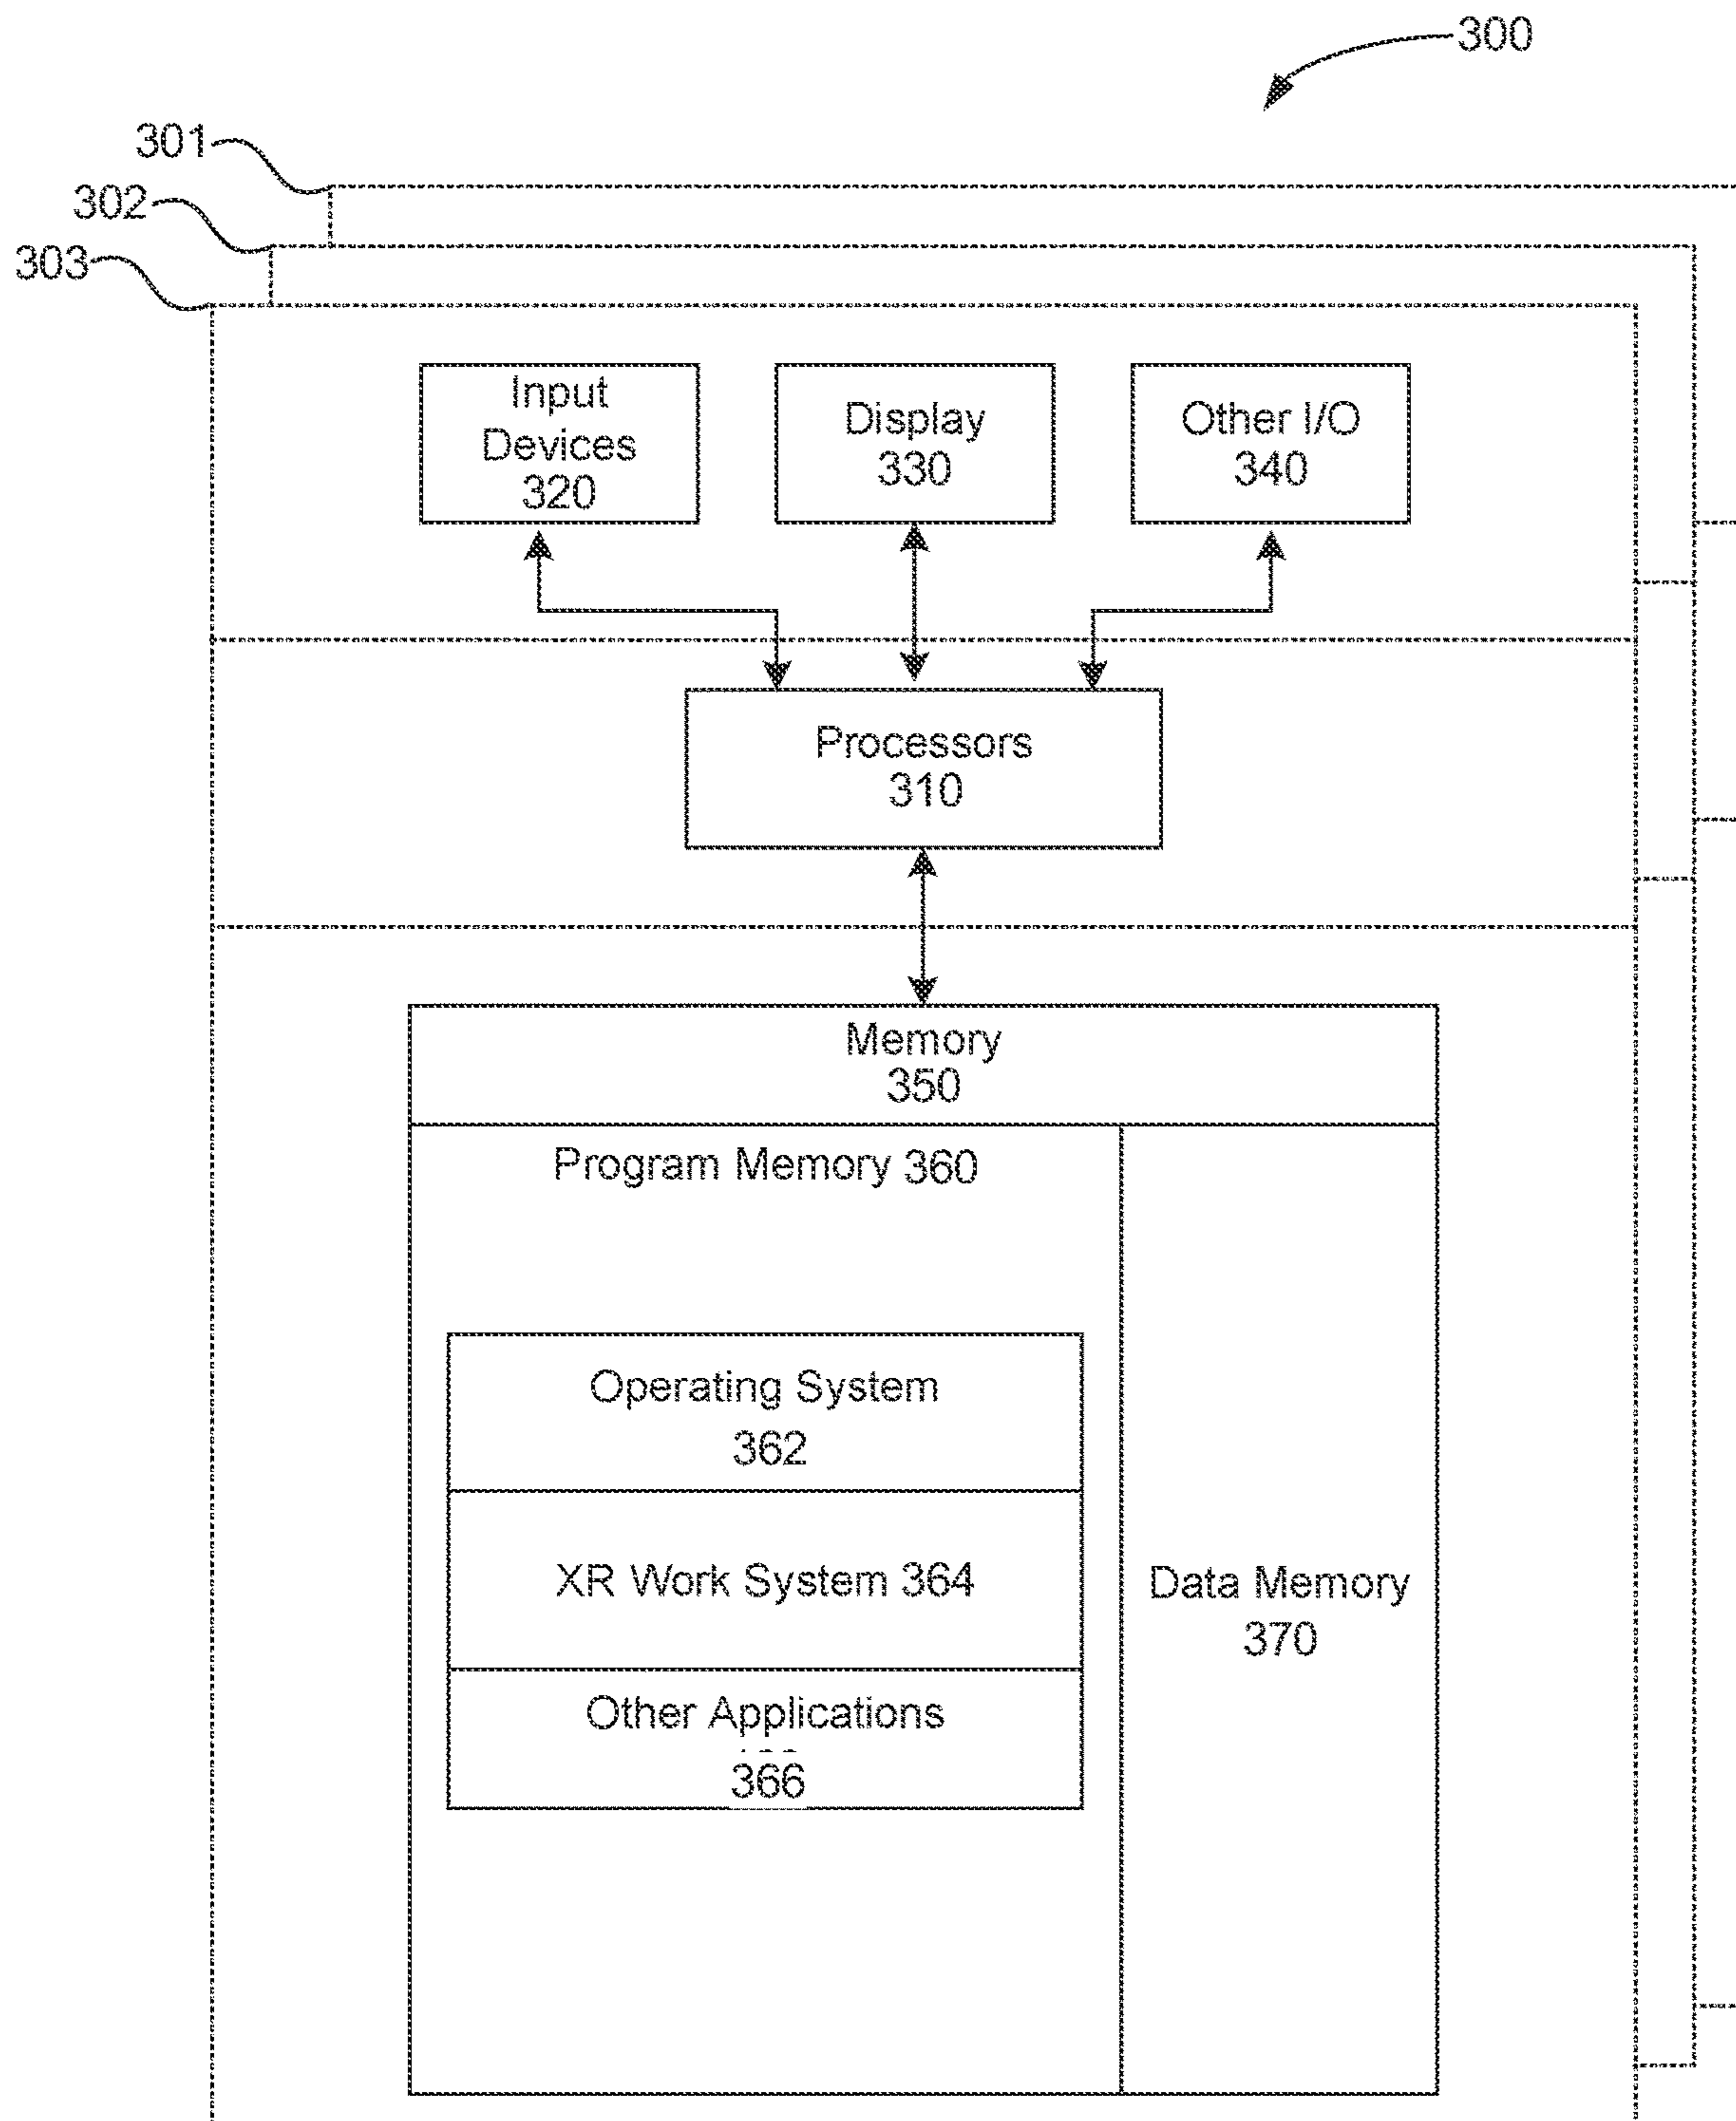 300
301
302
303
Input
Devices
320
Display
330
Other I/O
340
Processors
310
Memory
350
Program Memory 360
Operating System
362
XR Work System 364
Other Applications
366
Data Memory
370